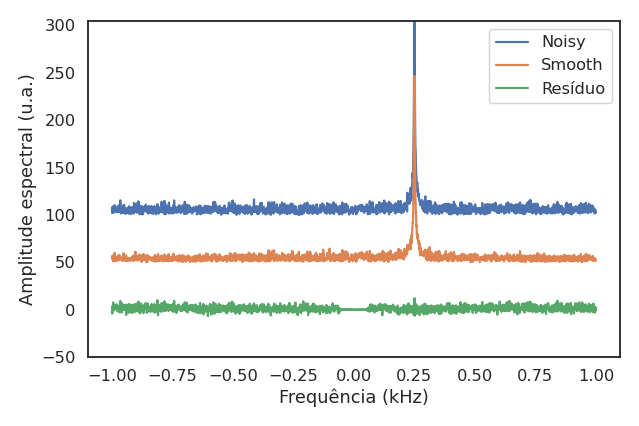 300
250
200
150
100
50
0
−50
Amplitude espectral (u.a.)
Noisy
Smooth
Resíduo
−1.00 −0.75 −0.50 −0.25 0.00 0.25 0.50 0.75 1.00
Frequência (kHz)